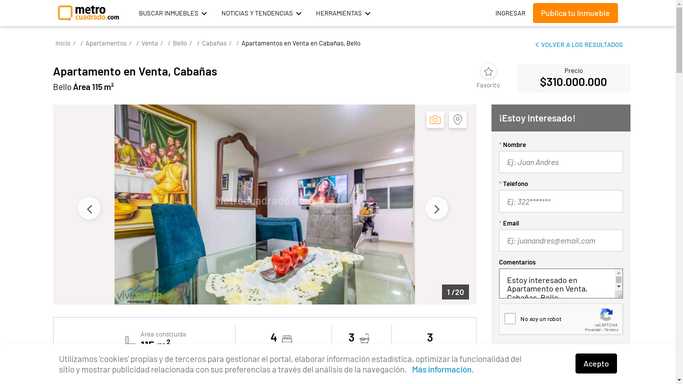 metro
cuadrado.com
BUSCAR INMUEBLES
NOTICIAS Y TENDENCIAS
HERRAMIENTAS
INGRESAR
Publica tu Inmueble
Inicio / / Apartamentos / / Venta / / Bello / / Cabañas / / Apartamentos en Venta en Cabañas, Bello
VOLVER A LOS RESULTADOS
Apartamento en Venta, Cabañas
Bello Area 115 m²
Favorito
Precio
$310.000.000
1 / 20
¡Estoy Interesado!
* Nombre
Ej: Juan Andres
* Telefono
Ej: 322*******
* Email
Ej: juanandres@email.com
Comentarios
Estoy interesado en
Apartamento en Venta,
Cabañas, Bello
No soy un robot
reCAPTCHA
Privacidad - Términos
Área construida
115 m²
4
3
3
Utilizamos 'cookies' propias y de terceros para gestionar el portal, elaborar información estadística, optimizar la funcionalidad del
sitio y mostrar publicidad relacionada con sus preferencias a través del análisis de la navegación. Más información.
Acepto